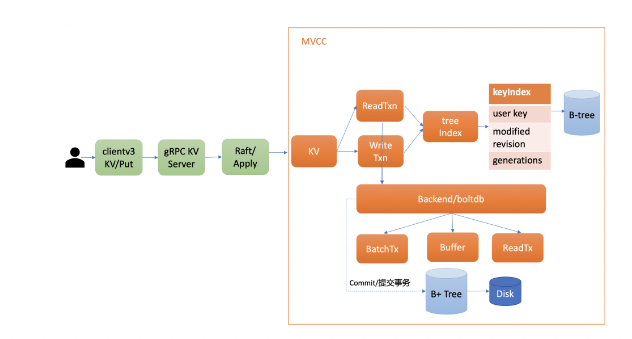 MVCC
clientv3
KV/Put
gRPC KV
Server
Raft/
Apply
KV
ReadTxn
Write
Txn
tree
Index
keyIndex
user key
modified
revision
generations
B-tree
Backend/boltdb
BatchTx
Buffer
ReadTx
Commit/提交事务
B+ Tree
Disk